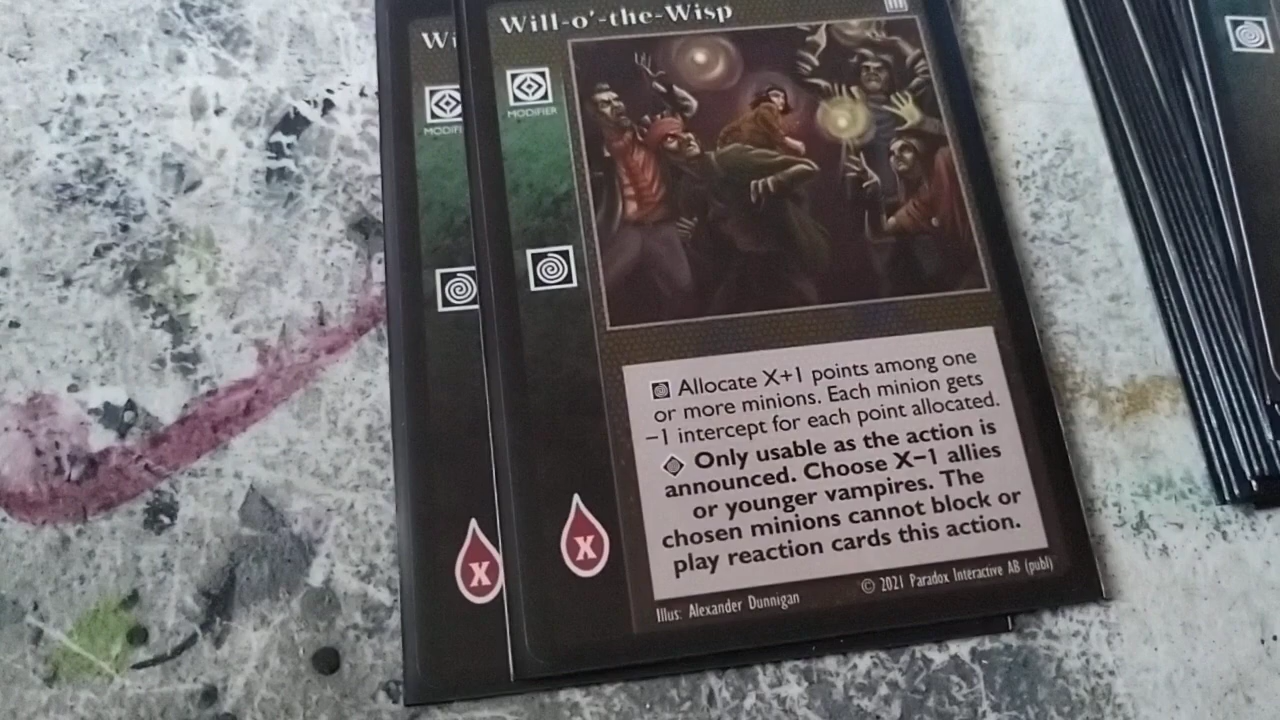 Wi
Will-o'-the-Wisp
MODIFI
MODIFIER
Allocate X+1 points among one
or more minions. Each minion gets
−1 intercept for each point allocated.
Only usable as the action is
announced. Choose X−1 allies
or younger vampires. The
chosen minions cannot block or
play reaction cards this action.
X
X
Illus: Alexander Dunnigan
© 2021 Paradox Interactive AB (publ)